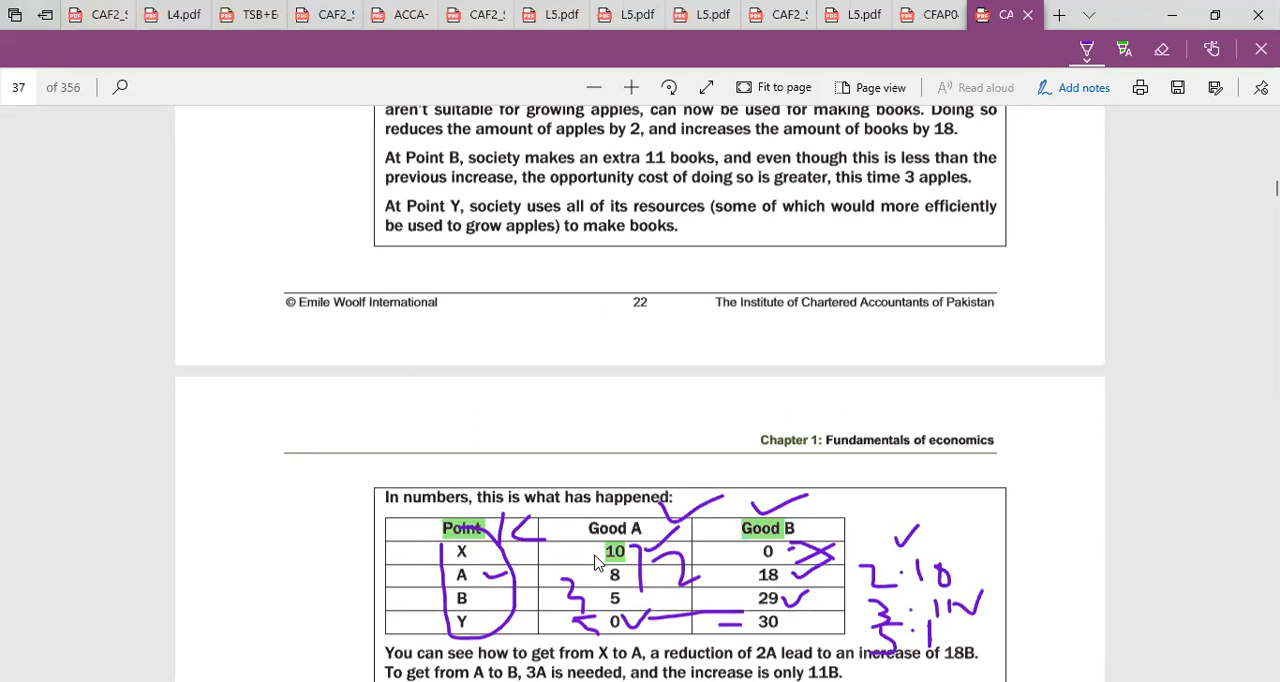 CAF2_S L4.pdf TSB+E CAF2_S ACCA- CAF2_S L5.pdf L5.pdf L5.pdf CAF2_S L5.pdf CFAP0 CA
37 of 356 Fit to page Page view Read aloud Add notes
aren't suitable for growing apples, can now be used for making books. Doing so
reduces the amount of apples by 2, and increases the amount of books by 18.
At Point B, society makes an extra 11 books, and even though this is less than the
previous increase, the opportunity cost of doing so is greater, this time 3 apples.
At Point Y, society uses all of its resources (some of which would more efficiently
be used to grow apples) to make books.
© Emile Woolf International 22 The Institute of Chartered Accountants of Pakistan
Chapter 1: Fundamentals of economics
In numbers, this is what has happened:
Point Good A Good B
X 10 0
A 8 18
B 5 29
Y 0 30
2
3
5
2 . 18
3 . 11
5 . 1
You can see how to get from X to A, a reduction of 2A lead to an increase of 18B.
To get from A to B, 3A is needed, and the increase is only 11B.